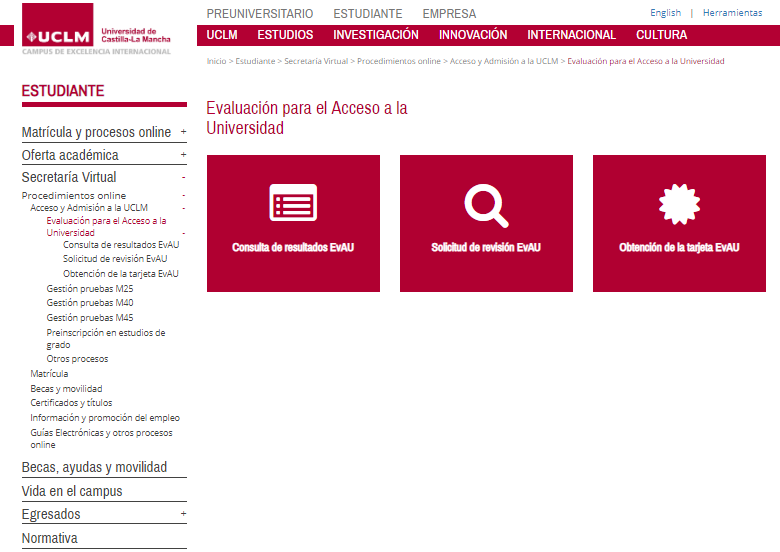 UCLM
Universidad de
Castilla-La Mancha
CAMPUS DE EXCELENCIA INTERNACIONAL
PREUNIVERSITARIO ESTUDIANTE EMPRESA
English | Herramientas
UCLM ESTUDIOS INVESTIGACIÓN INNOVACIÓN INTERNACIONAL CULTURA
Inicio > Estudiante > Secretaria Virtual > Procedimientos online > Acceso y Admisión a la UCLM > Evaluación para el Acceso a la Universidad
ESTUDIANTE
Matrícula y procesos online +
Oferta académica +
Secretaría Virtual -
Procedimientos online -
Acceso y Admisión a la UCLM -
Evaluación para el Acceso a la
Universidad -
Consulta de resultados EvAU
Solicitud de revisión EvAU
Obtención de la tarjeta EvAU
Gestión pruebas M25
Gestión pruebas M40
Gestión pruebas M45
Preinscripción en estudios de
grado
Otros procesos
Matrícula
Becas y movilidad
Certificados y títulos
Información y promoción del empleo
Guías Electrónicas y otros procesos
online
Becas, ayudas y movilidad
Vida en el campus
Egresados +
Normativa
Evaluación para el Acceso a la
Universidad
Consulta de resultados EvAU
Solicitud de revisión EvAU
Obtención de la tarjeta EvAU